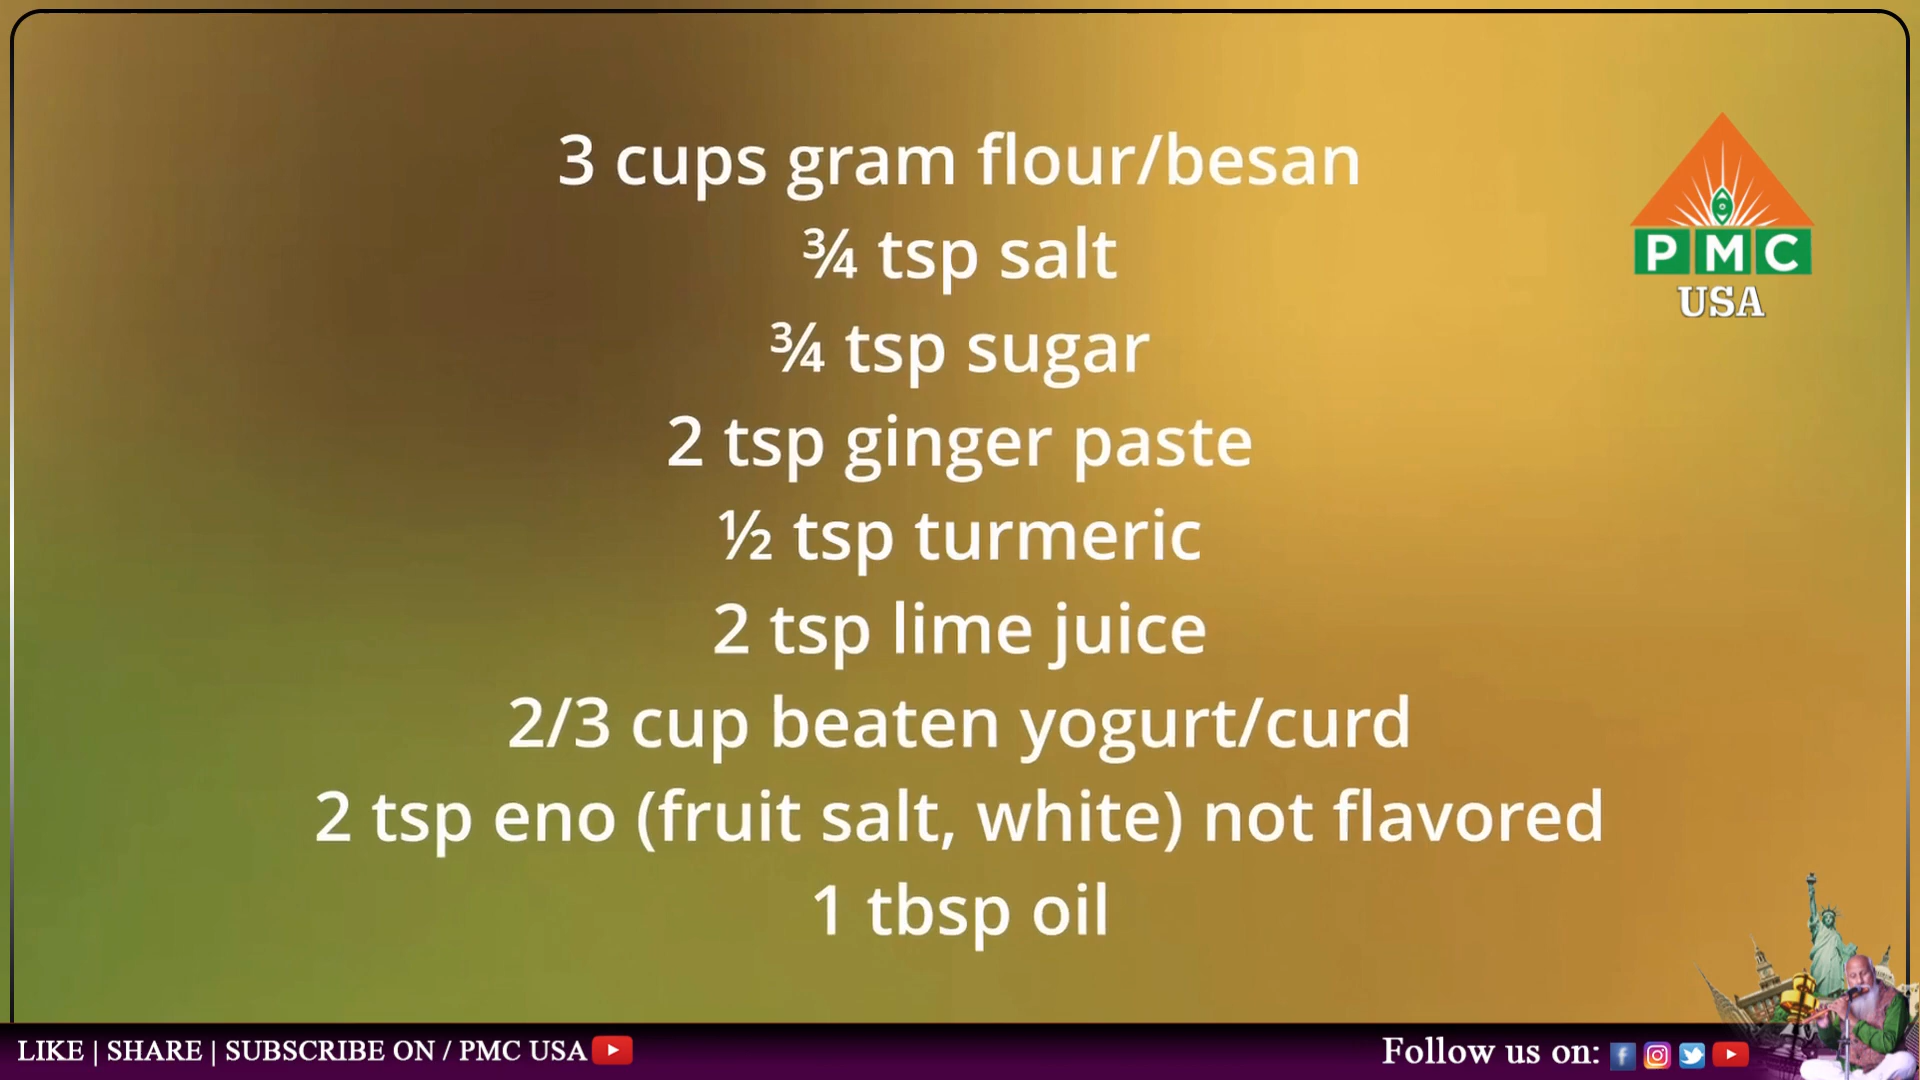 3 cups gram flour/besan
¾ tsp salt
¾ tsp sugar
2 tsp ginger paste
½ tsp turmeric
2 tsp lime juice
2/3 cup beaten yogurt/curd
2 tsp eno (fruit salt, white) not flavored
1 tbsp oil
PMC
USA
LIKE | SHARE | SUBSCRIBE ON / PMC USA
Follow us on: